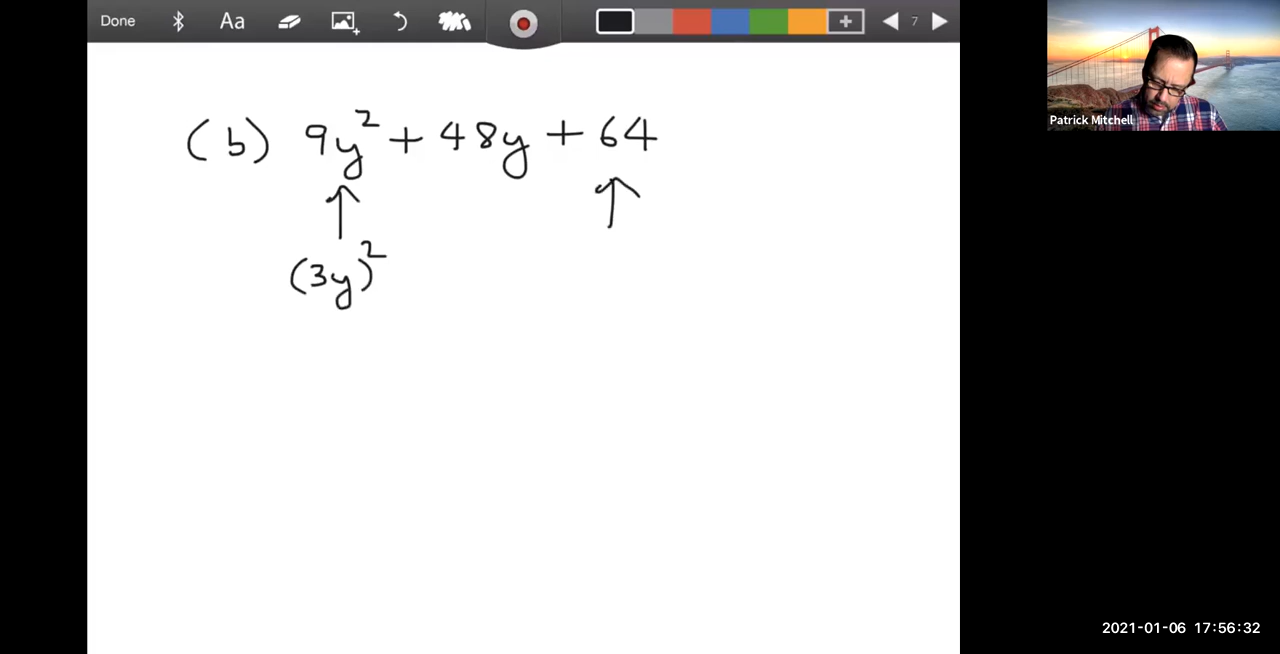 Done Aa 7
Patrick Mitchell
(b) 9y² + 48y + 64
↑ ↑
(3y)²
2021-01-06 17:56:32